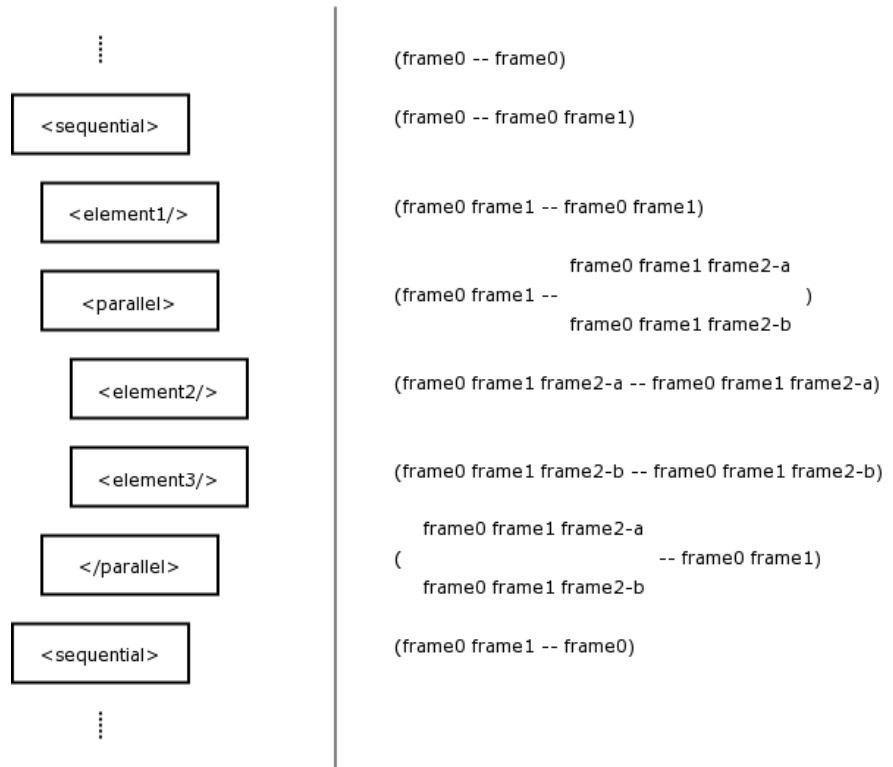 (frame0 -- frame0)
<sequential>
(frame0 -- frame0 frame1)
<element1/>
(frame0 frame1 -- frame0 frame1)
frame0 frame1 frame2-a
<parallel>
(frame0 frame1 -- )
frame0 frame1 frame2-b
<element2/>
(frame0 frame1 frame2-a -- frame0 frame1 frame2-a)
<element3/>
(frame0 frame1 frame2-b -- frame0 frame1 frame2-b)
frame0 frame1 frame2-a
</parallel>
( -- frame0 frame1)
frame0 frame1 frame2-b
<sequential>
(frame0 frame1 -- frame0)